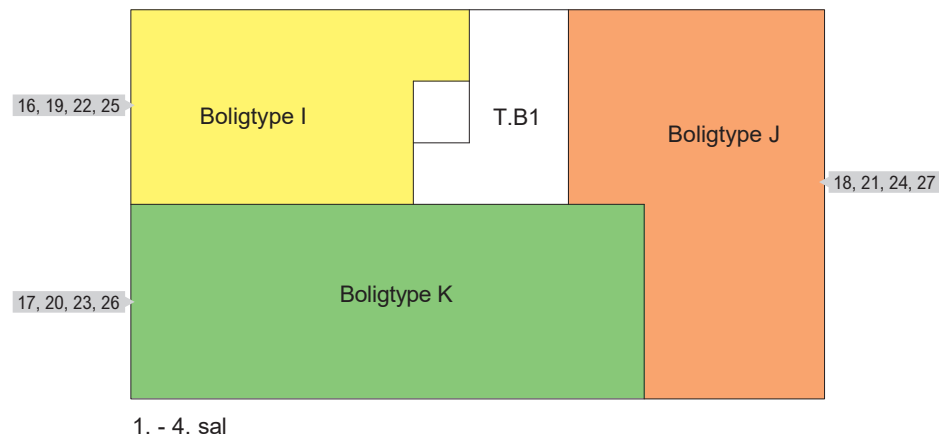 16, 19, 22, 25
Boligtype I
T.B1
Boligtype J
18, 21, 24, 27
17, 20, 23, 26
Boligtype K
1. - 4. sal